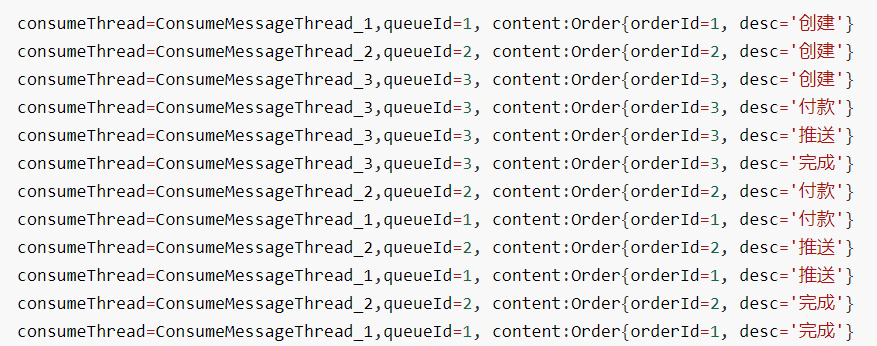 consumeThread=ConsumeMessageThread_1,queueId=1, content:Order{orderId=1, desc='创建'}
consumeThread=ConsumeMessageThread_2,queueId=2, content:Order{orderId=2, desc='创建'}
consumeThread=ConsumeMessageThread_3,queueId=3, content:Order{orderId=3, desc='创建'}
consumeThread=ConsumeMessageThread_3,queueId=3, content:Order{orderId=3, desc='付款'}
consumeThread=ConsumeMessageThread_3,queueId=3, content:Order{orderId=3, desc='推送'}
consumeThread=ConsumeMessageThread_3,queueId=3, content:Order{orderId=3, desc='完成'}
consumeThread=ConsumeMessageThread_2,queueId=2, content:Order{orderId=2, desc='付款'}
consumeThread=ConsumeMessageThread_1,queueId=1, content:Order{orderId=1, desc='付款'}
consumeThread=ConsumeMessageThread_2,queueId=2, content:Order{orderId=2, desc='推送'}
consumeThread=ConsumeMessageThread_1,queueId=1, content:Order{orderId=1, desc='推送'}
consumeThread=ConsumeMessageThread_2,queueId=2, content:Order{orderId=2, desc='完成'}
consumeThread=ConsumeMessageThread_1,queueId=1, content:Order{orderId=1, desc='完成'}